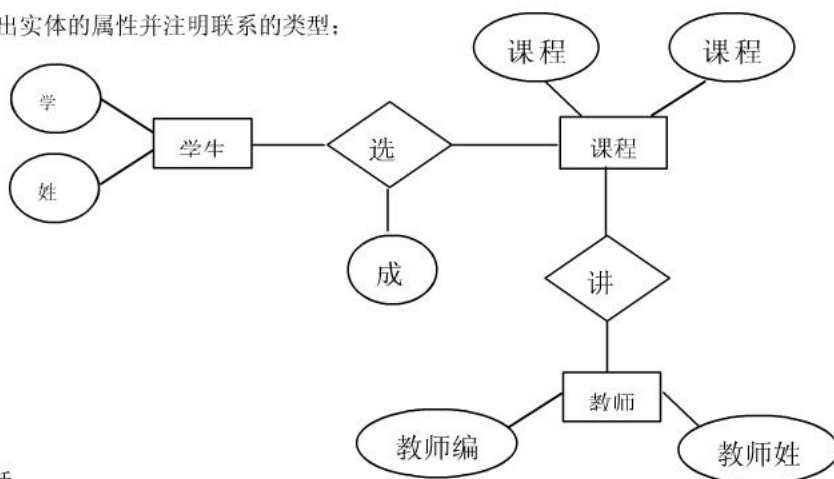 出实体的属性并注明联系的类型；
课程 课程
学
学生 选 课程
姓
成
讲
教师
教师编 教师姓